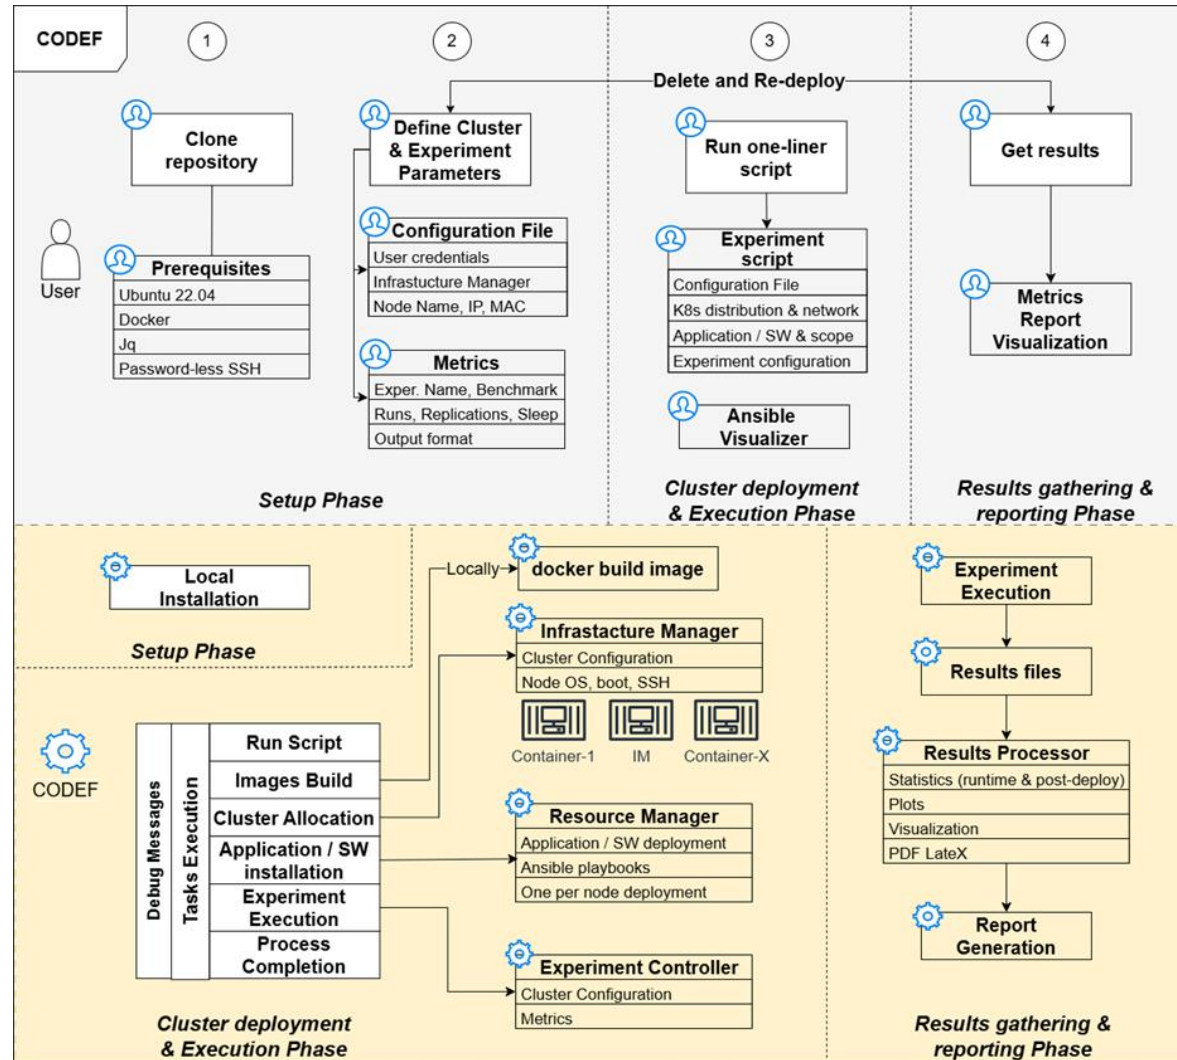 CODEF
1
2
3
4
Delete and Re-deploy
Clone
repository
Define Cluster
& Experiment
Parameters
Run one-liner
script
Get results
User
Prerequisites
Ubuntu 22.04
Docker
Jq
Password-less SSH
Configuration File
User credentials
Infrastucture Manager
Node Name, IP, MAC
Metrics
Exper. Name, Benchmark
Runs, Replications, Sleep
Output format
Experiment
script
Configuration File
K8s distribution & network
Application / SW & scope
Experiment configuration
Ansible
Visualizer
Metrics
Report
Visualization
Setup Phase
Cluster deployment
& Execution Phase
Results gathering &
reporting Phase
Local
Installation
Setup Phase
CODEF
Debug Messages
Tasks Execution
Run Script
Images Build
Cluster Allocation
Application / SW
installation
Experiment
Execution
Process
Completion
Locally
docker build image
Infrastacture Manager
Cluster Configuration
Node OS, boot, SSH
Container-1
IM
Container-X
Resource Manager
Application / SW deployment
Ansible playbooks
One per node deployment
Experiment Controller
Cluster Configuration
Metrics
Cluster deployment
& Execution Phase
Experiment
Execution
Results files
Results Processor
Statistics (runtime & post-deploy)
Plots
Visualization
PDF LateX
Report
Generation
Results gathering &
reporting Phase